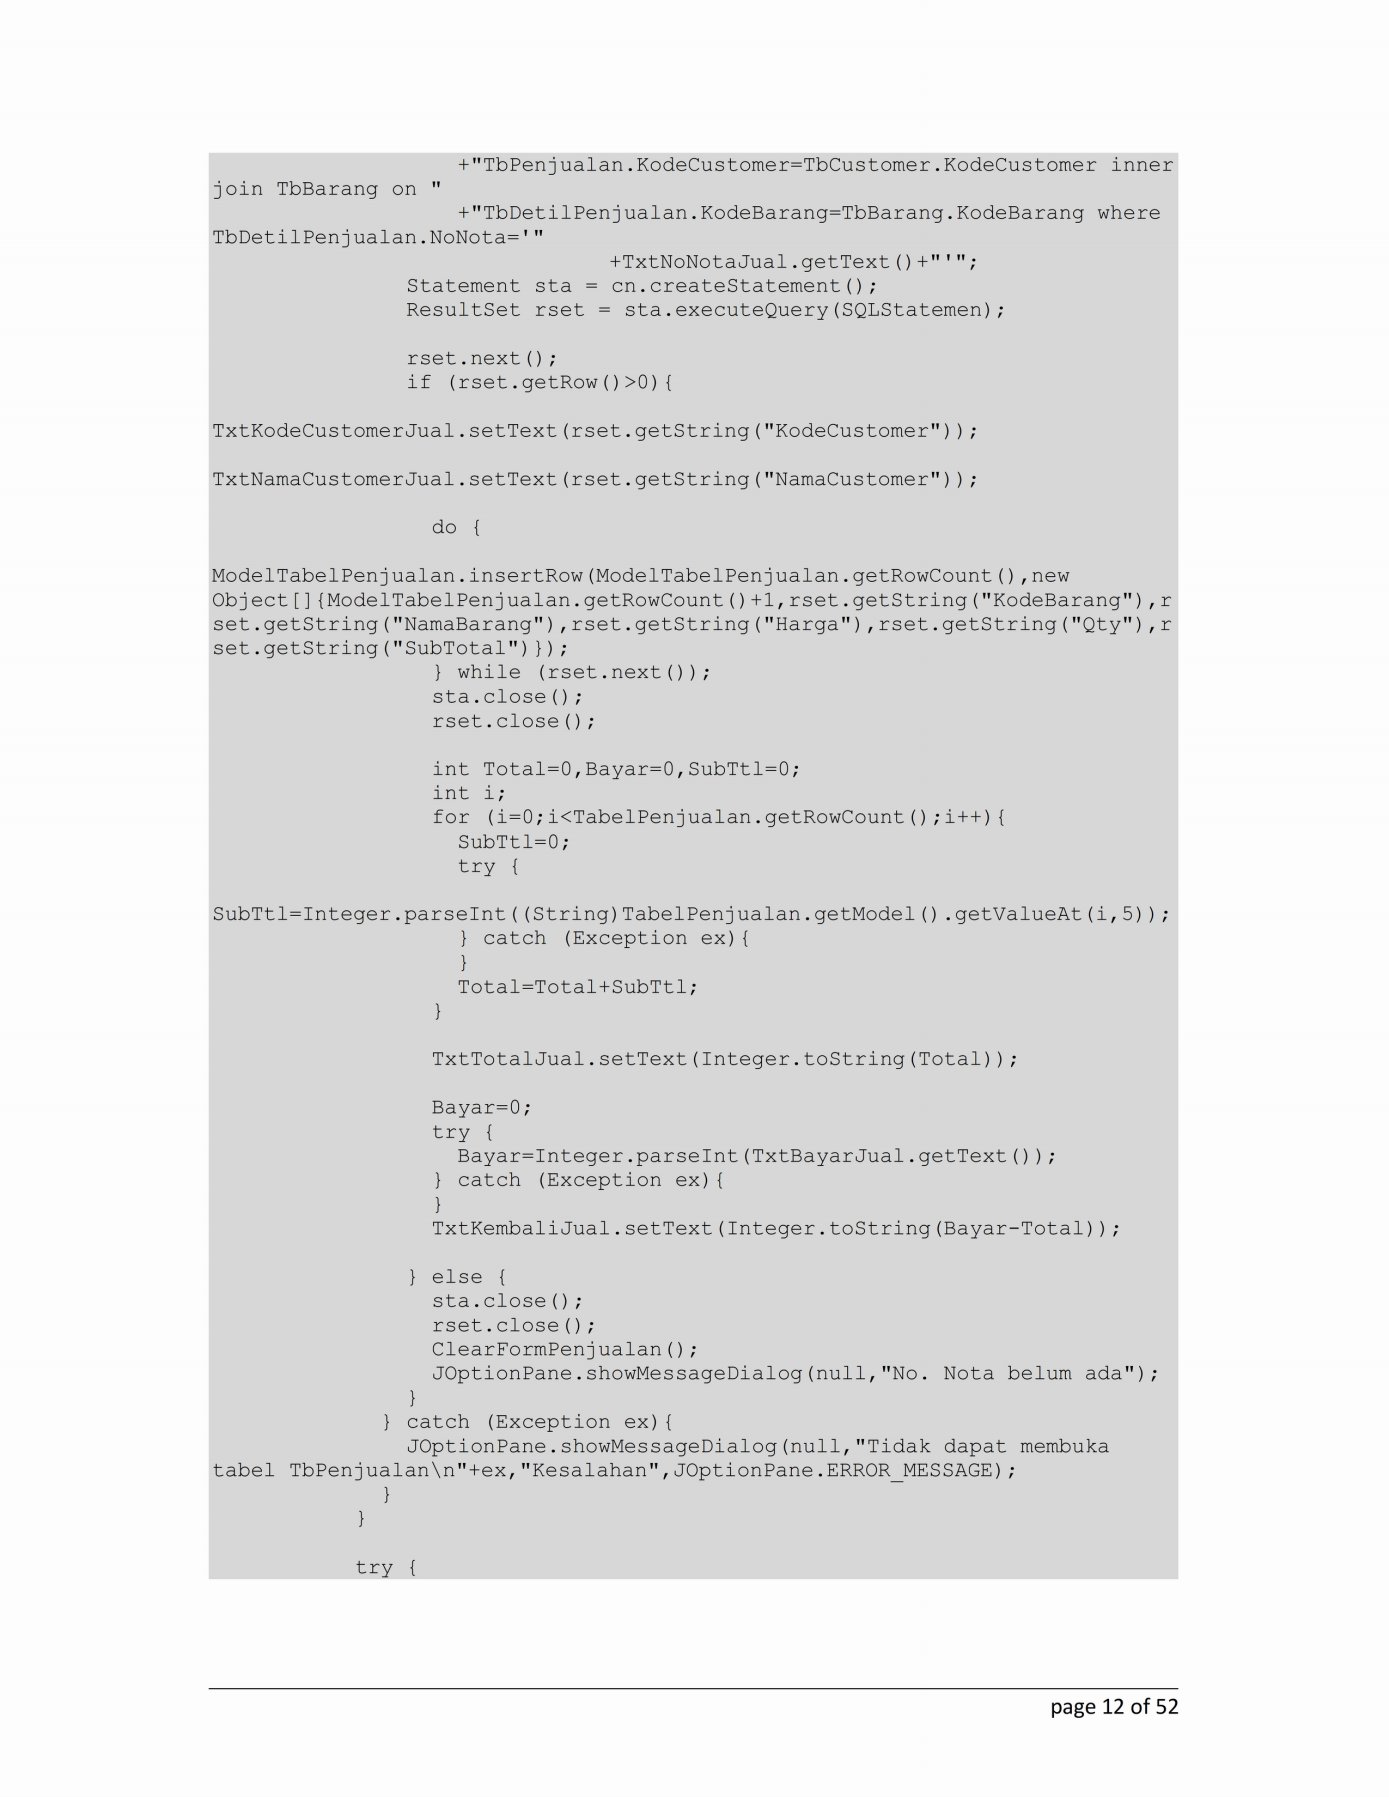 +"TbPenjualan.KodeCustomer=TbCustomer.KodeCustomer inner
join TbBarang on "
+"TbDetilPenjualan.KodeBarang=TbBarang.KodeBarang where
TbDetilPenjualan.NoNota='"
+TxtNoNotaJual.getText()+"'";
Statement sta = cn.createStatement();
ResultSet rset = sta.executeQuery(SQLStatemen);
rset.next();
if (rset.getRow()>0){
TxtKodeCustomerJual.setText(rset.getString("KodeCustomer"));
TxtNamaCustomerJual.setText(rset.getString("NamaCustomer"));
do {
ModelTabelPenjualan.insertRow(ModelTabelPenjualan.getRowCount(),new
Object[]{ModelTabelPenjualan.getRowCount()+1,rset.getString("KodeBarang"),r
set.getString("NamaBarang"),rset.getString("Harga"),rset.getString("Qty"),r
set.getString("SubTotal")});
} while (rset.next());
sta.close();
rset.close();
int Total=0,Bayar=0,SubTtl=0;
int i;
for (i=0;i<TabelPenjualan.getRowCount();i++){
SubTtl=0;
try {
SubTtl=Integer.parseInt((String)TabelPenjualan.getModel().getValueAt(i,5));
} catch (Exception ex){
}
Total=Total+SubTtl;
}
TxtTotalJual.setText(Integer.toString(Total));
Bayar=0;
try {
Bayar=Integer.parseInt(TxtBayarJual.getText());
} catch (Exception ex){
}
TxtKembaliJual.setText(Integer.toString(Bayar-Total));
} else {
sta.close();
rset.close();
ClearFormPenjualan();
JOptionPane.showMessageDialog(null,"No. Nota belum ada");
}
} catch (Exception ex){
JOptionPane.showMessageDialog(null,"Tidak dapat membuka
tabel TbPenjualan\n"+ex,"Kesalahan",JOptionPane.ERROR_MESSAGE);
}
}
try {
page 12 of 52